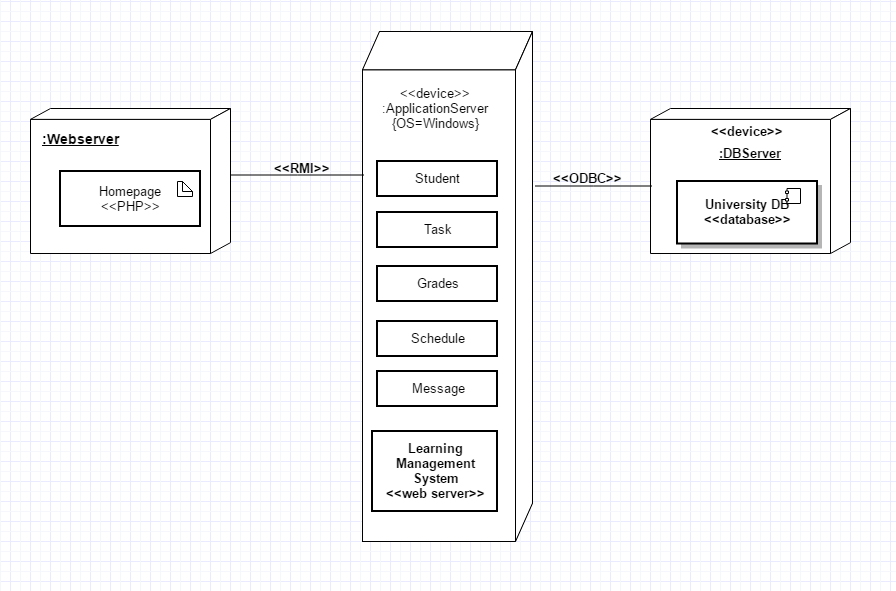 :Webserver
Homepage
<<PHP>>
<<RMI>>
<<device>>
:ApplicationServer
{OS=Windows}
Student
Task
Grades
Schedule
Message
Learning
Management
System
<<web server>>
<<ODBC>>
<<device>>
:DBServer
University DB
<<database>>